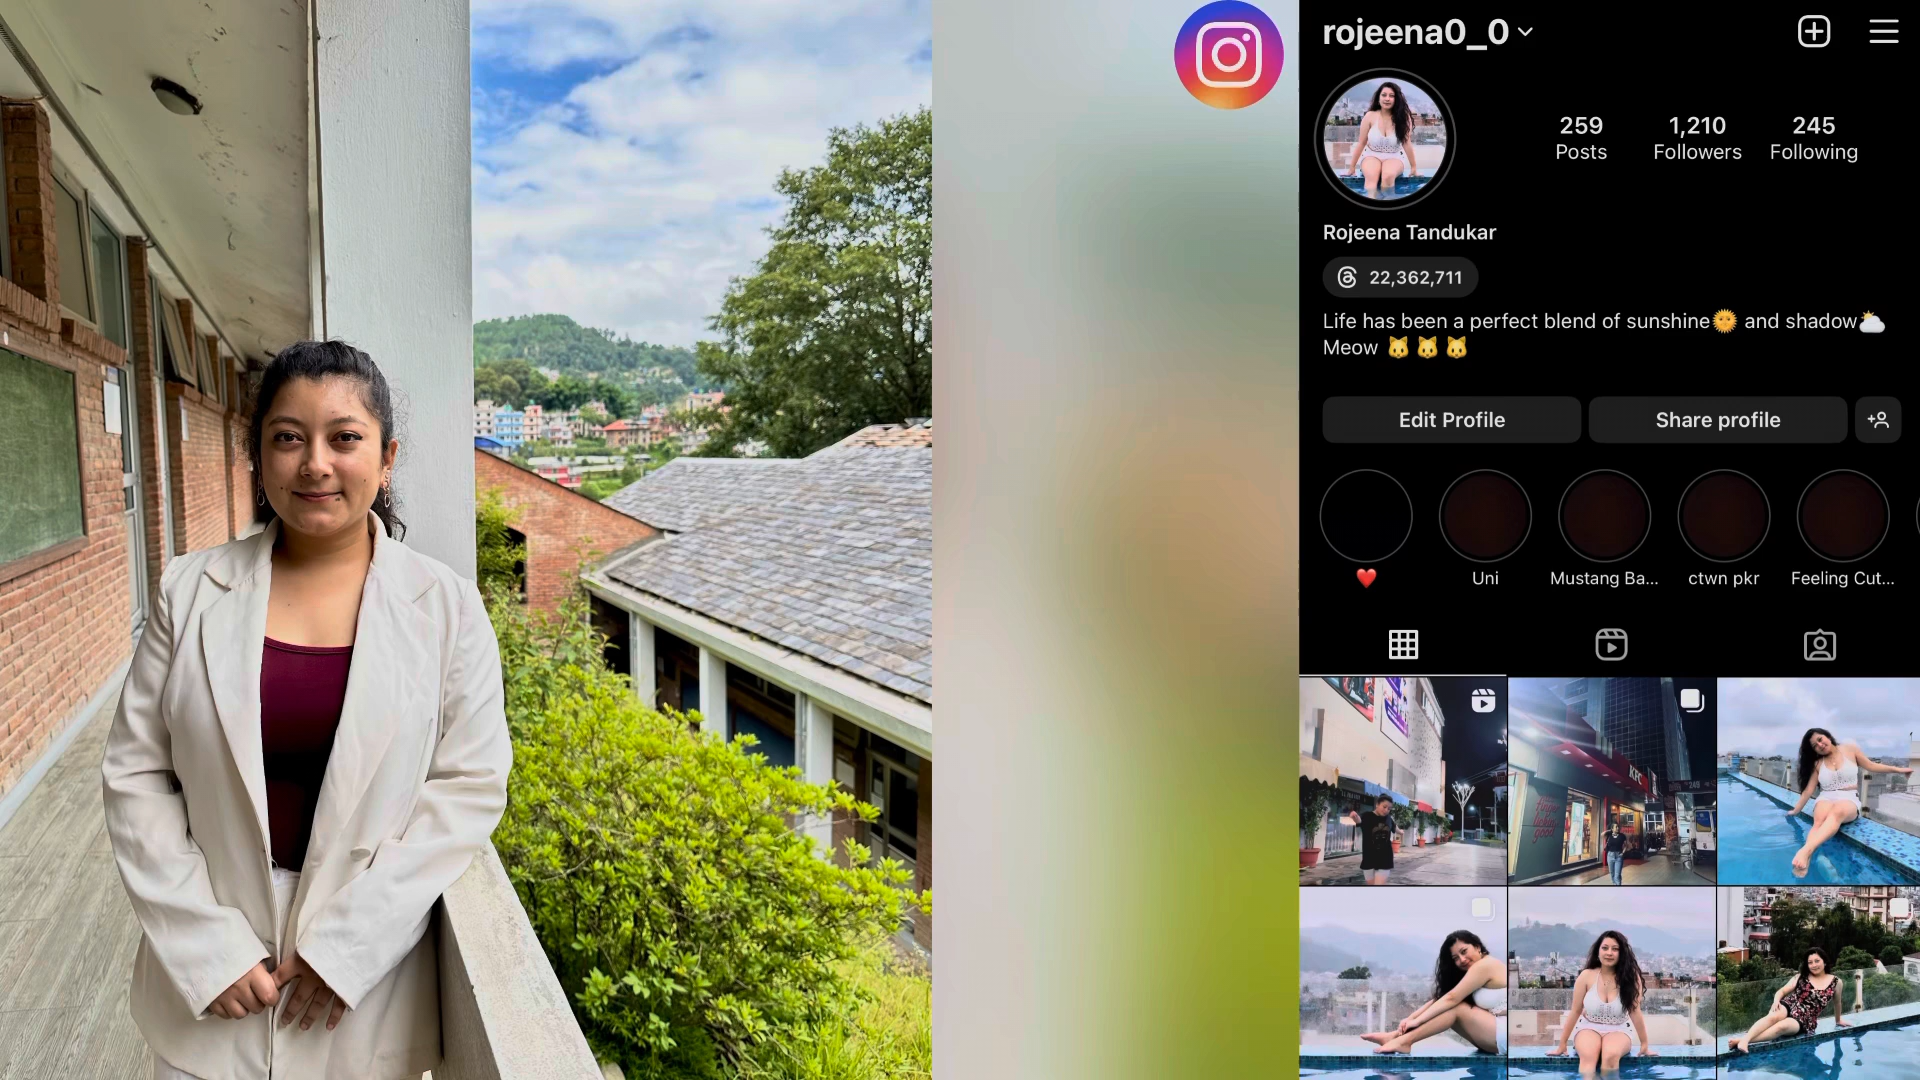 rojeena0_0
259
Posts
1,210
Followers
245
Following
Rojeena Tandukar
22,362,711
Life has been a perfect blend of sunshine🌞 and shadow🌥️
Meow 🐱 🐱 🐱
Edit Profile
Share profile
❤️
Uni
Mustang Ba...
ctwn pkr
Feeling Cut...
KFC